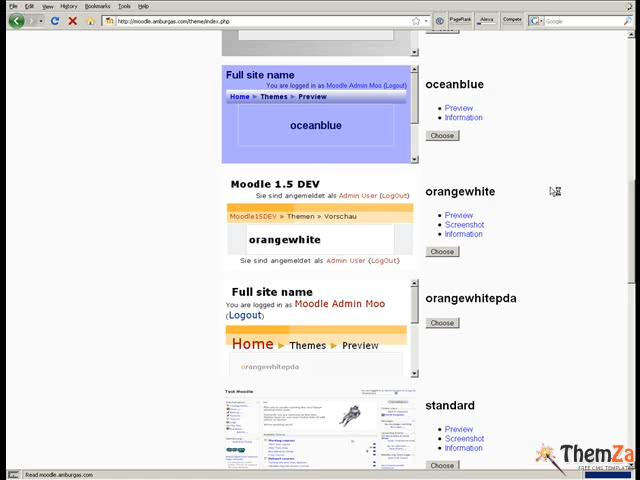 File Edit View History Bookmarks Tools Help
http://moodle.amburgas.com/theme/index.php
PageRank
Alexa
Compete
Google
Full site name
You are logged in as Moodle Admin Moo (Logout)
Home ► Themes ► Preview
oceanblue
oceanblue
Preview
Information
Choose
Moodle 1.5 DEV
Sie sind angemeldet als Admin User (LogOut)
Moodle15DEV » Themen » Vorschau
orangewhite
Sie sind angemeldet als Admin User (LogOut)
orangewhite
Preview
Screenshot
Information
Choose
Full site name
You are logged in as Moodle Admin Moo
(Logout)
Home ► Themes ► Preview
orangewhitepda
orangewhitepda
Choose
standard
Preview
Screenshot
Information
Choose
ThemZa
FREE CMS TEMPLATES
Read moodle.amburgas.com